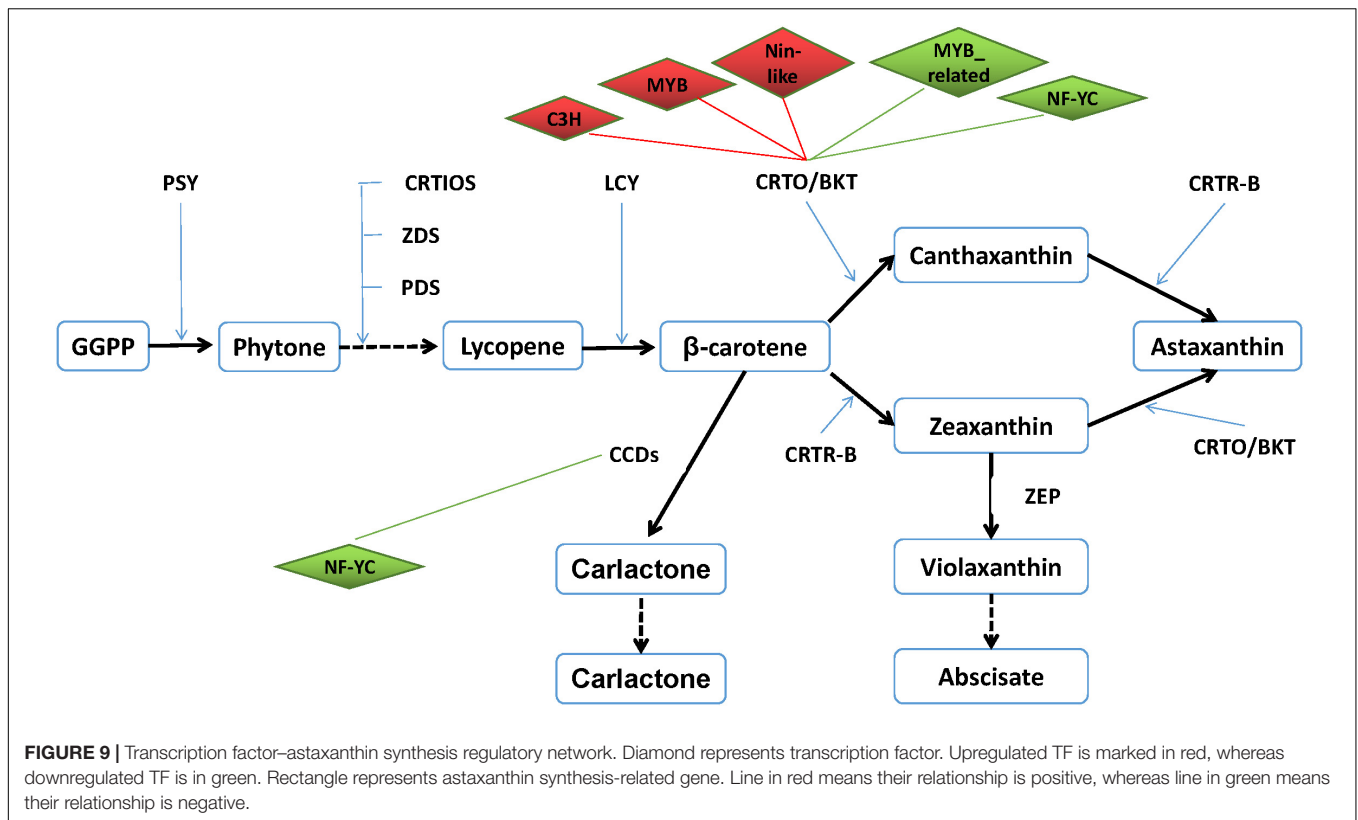 Nin-
like
MYB_
related
MYB
C3H
NF-YC
PSY
CRTIOS
LCY
CRTO/BKT
CRTR-B
ZDS
PDS
Canthaxanthin
GGPP
Phytone
Lycopene
β-carotene
Astaxanthin
Zeaxanthin
CCDs
CRTR-B
CRTO/BKT
ZEP
NF-YC
Carlactone
Violaxanthin
Carlactone
Abscisate
FIGURE 9 | Transcription factor–astaxanthin synthesis regulatory network. Diamond represents transcription factor. Upregulated TF is marked in red, whereas
downregulated TF is in green. Rectangle represents astaxanthin synthesis-related gene. Line in red means their relationship is positive, whereas line in green means
their relationship is negative.